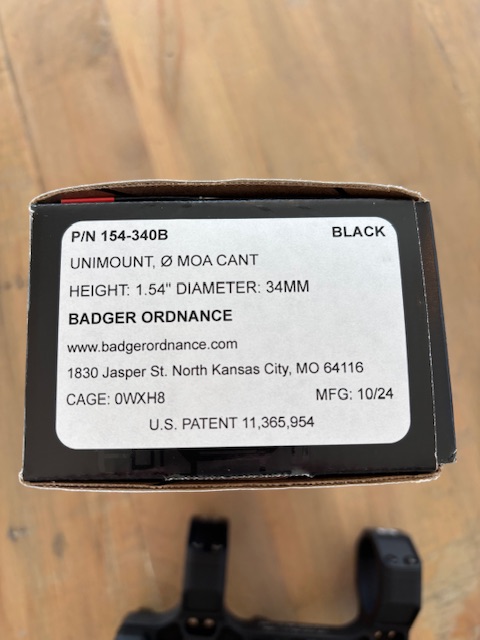 P/N 154-340B BLACK
UNIMOUNT, Ø MOA CANT
HEIGHT: 1.54" DIAMETER: 34MM
BADGER ORDNANCE
www.badgerordnance.com
1830 Jasper St. North Kansas City, MO 64116
CAGE: 0WXH8 MFG: 10/24
U.S. PATENT 11,365,954